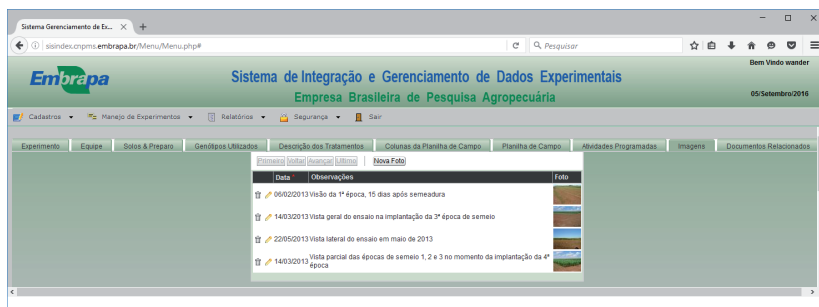 Sistema Gerenciamento de Ex...
sisindex.cnpms.embrapa.br/Menu/Menu.php#
Pesquisar
Bem Vindo wander
Embrapa
Sistema de Integração e Gerenciamento de Dados Experimentais
Empresa Brasileira de Pesquisa Agropecuária
05/Setembro/2016
Cadastros Manejo de Experimentos Relatórios Segurança Sair
Experimento Equipe Solos & Preparo Genótipos Utilizados Descrição dos Tratamentos Colunas da Planilha de Campo Planilha de Campo Atividades Programadas Imagens Documentos Relacionados
Primeiro Voltar Avançar Último Nova Foto
Data Observações Foto
06/02/2013 Visão da 1ª época, 15 dias após semeadura
14/03/2013 Vista geral do ensaio na implantação da 3ª época de semeio
22/05/2013 Vista lateral do ensaio em maio de 2013
14/03/2013 Vista parcial das épocas de semeio 1, 2 e 3 no momento da implantação da 4ª
época